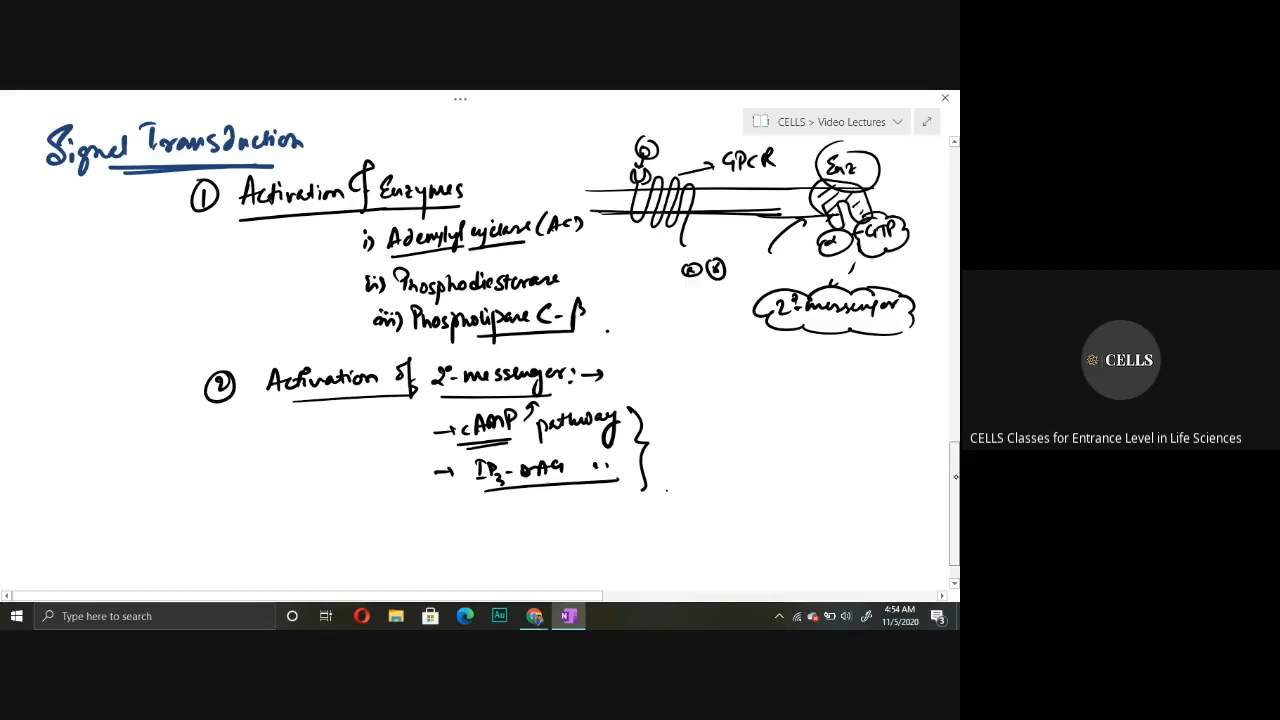 CELLS > Video Lectures
Signal Transduction
① Activation of Enzymes
i) Adenylyl cyclase (AC)
ii) Phosphodiesterase
iii) Phospholipase C-β
GPCR
Enz
α
GTP
2°-messenger
② Activation of 2°-messenger:→
→ cAMP pathway
→ IP3-DAG "
CELLS
CELLS Classes for Entrance Level in Life Sciences
Type here to search
Au
N
4:54 AM
11/5/2020
3